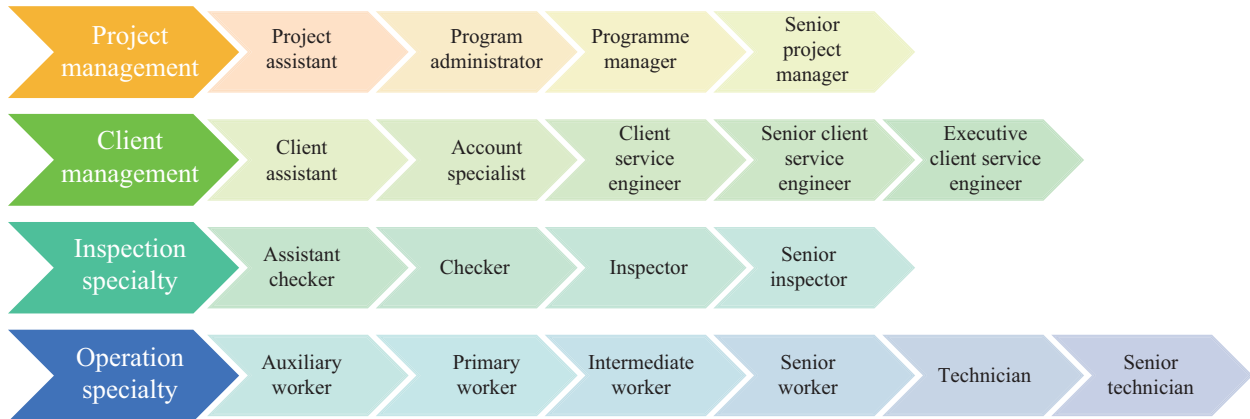 Project
management
Project
assistant
Program
administrator
Programme
manager
Senior
project
manager
Client
management
Client
assistant
Account
specialist
Client
service
engineer
Senior client
service
engineer
Executive
client service
engineer
Inspection
specialty
Assistant
checker
Checker
Inspector
Senior
inspector
Operation
specialty
Auxiliary
worker
Primary
worker
Intermediate
worker
Senior
worker
Technician
Senior
technician